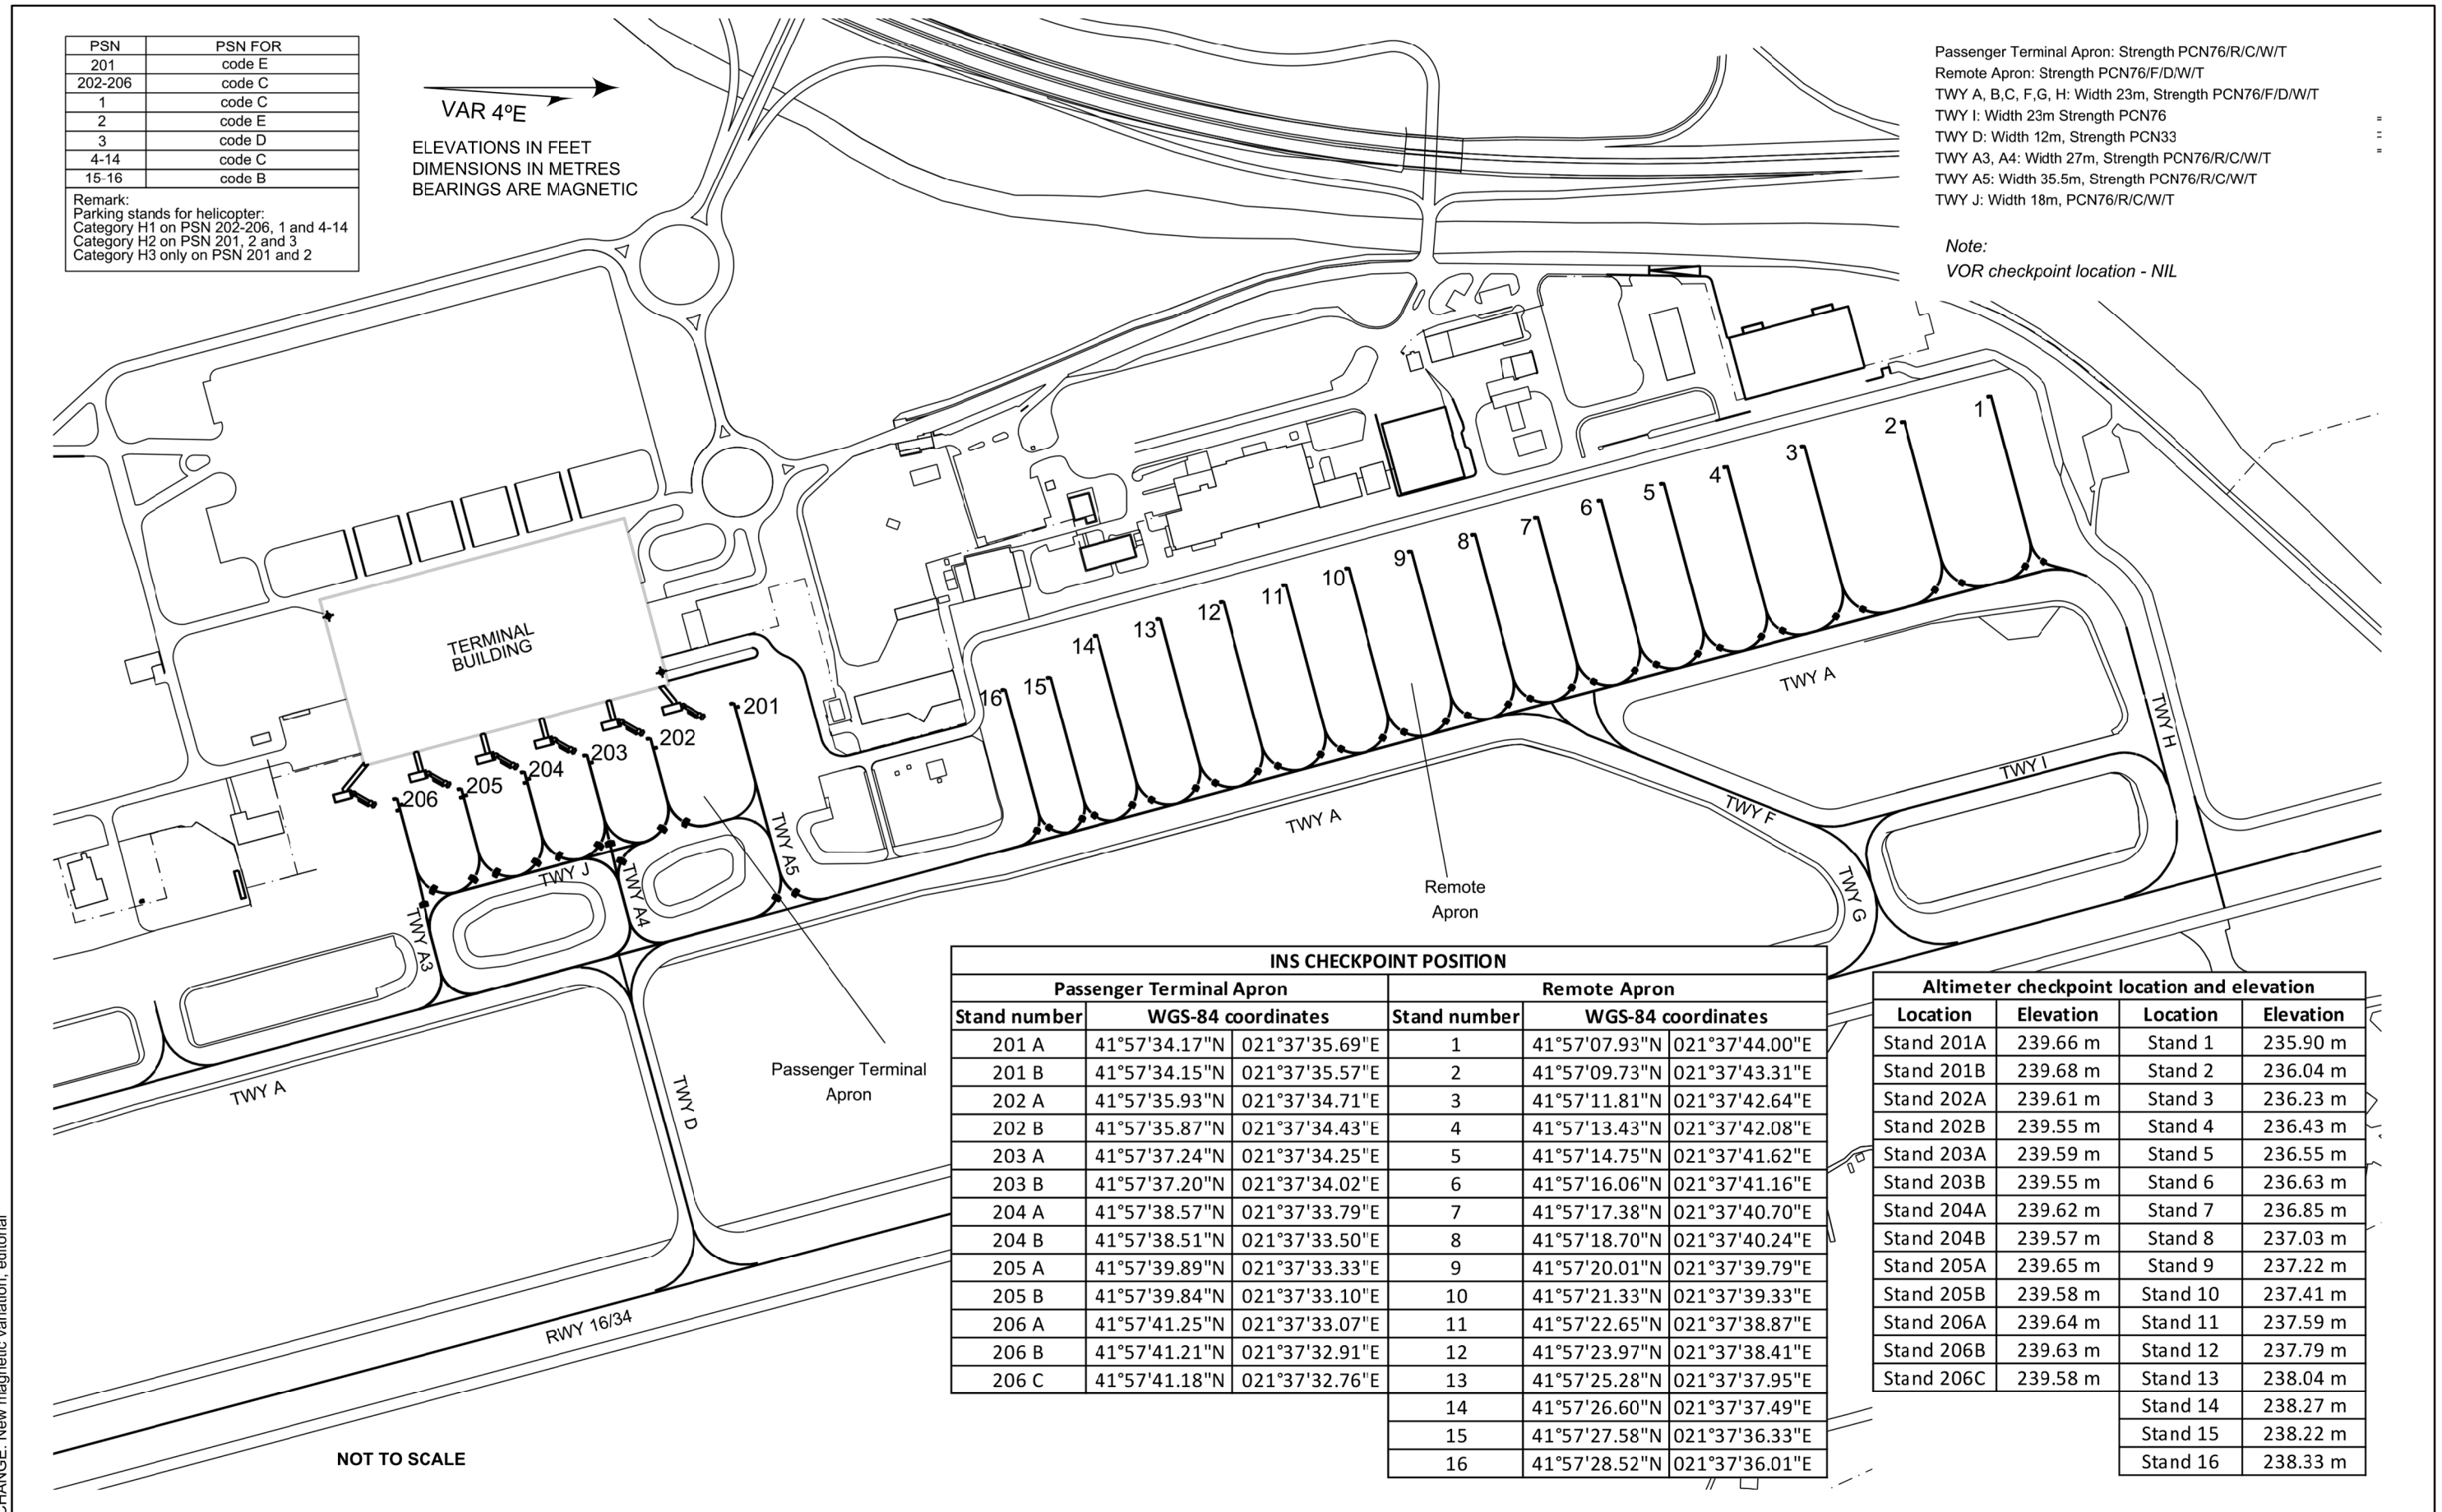 PSN PSN FOR
201 code E
202-206 code C
1 code C
2 code E
3 code D
4-14 code C
15-16 code B
Remark:
Parking stands for helicopter:
Category H1 on PSN 202-206, 1 and 4-14
Category H2 on PSN 201, 2 and 3
Category H3 only on PSN 201 and 2
VAR 4°E
ELEVATIONS IN FEET
DIMENSIONS IN METRES
BEARINGS ARE MAGNETIC
Passenger Terminal Apron: Strength PCN76/R/C/W/T
Remote Apron: Strength PCN76/F/D/W/T
TWY A, B,C, F,G, H: Width 23m, Strength PCN76/F/D/W/T
TWY I: Width 23m Strength PCN76
TWY D: Width 12m, Strength PCN33
TWY A3, A4: Width 27m, Strength PCN76/R/C/W/T
TWY A5: Width 35.5m, Strength PCN76/R/C/W/T
TWY J: Width 18m, PCN76/R/C/W/T
Note:
VOR checkpoint location - NIL
1
2
3
4
5
6
7
8
9
10
11
12
13
14
15
16
TERMINAL
BUILDING
201
202
203
204
205
206
TWY A
TWY H
TWY I
TWY F
TWY G
TWY A
TWY A5
TWY J
TWY A4
TWY A3
Remote
Apron
Passenger Terminal
Apron
TWY A
TWY D
RWY 16/34
NOT TO SCALE
CHANGE: New magnetic variation, editorial
INS CHECKPOINT POSITION
Passenger Terminal Apron Remote Apron
Stand number WGS-84 coordinates Stand number WGS-84 coordinates
201 A 41°57'34.17"N 021°37'35.69"E 1 41°57'07.93"N 021°37'44.00"E
201 B 41°57'34.15"N 021°37'35.57"E 2 41°57'09.73"N 021°37'43.31"E
202 A 41°57'35.93"N 021°37'34.71"E 3 41°57'11.81"N 021°37'42.64"E
202 B 41°57'35.87"N 021°37'34.43"E 4 41°57'13.43"N 021°37'42.08"E
203 A 41°57'37.24"N 021°37'34.25"E 5 41°57'14.75"N 021°37'41.62"E
203 B 41°57'37.20"N 021°37'34.02"E 6 41°57'16.06"N 021°37'41.16"E
204 A 41°57'38.57"N 021°37'33.79"E 7 41°57'17.38"N 021°37'40.70"E
204 B 41°57'38.51"N 021°37'33.50"E 8 41°57'18.70"N 021°37'40.24"E
205 A 41°57'39.89"N 021°37'33.33"E 9 41°57'20.01"N 021°37'39.79"E
205 B 41°57'39.84"N 021°37'33.10"E 10 41°57'21.33"N 021°37'39.33"E
206 A 41°57'41.25"N 021°37'33.07"E 11 41°57'22.65"N 021°37'38.87"E
206 B 41°57'41.21"N 021°37'32.91"E 12 41°57'23.97"N 021°37'38.41"E
206 C 41°57'41.18"N 021°37'32.76"E 13 41°57'25.28"N 021°37'37.95"E
14 41°57'26.60"N 021°37'37.49"E
15 41°57'27.58"N 021°37'36.33"E
16 41°57'28.52"N 021°37'36.01"E
Altimeter checkpoint location and elevation
Location Elevation Location Elevation
Stand 201A 239.66 m Stand 1 235.90 m
Stand 201B 239.68 m Stand 2 236.04 m
Stand 202A 239.61 m Stand 3 236.23 m
Stand 202B 239.55 m Stand 4 236.43 m
Stand 203A 239.59 m Stand 5 236.55 m
Stand 203B 239.55 m Stand 6 236.63 m
Stand 204A 239.62 m Stand 7 236.85 m
Stand 204B 239.57 m Stand 8 237.03 m
Stand 205A 239.65 m Stand 9 237.22 m
Stand 205B 239.58 m Stand 10 237.41 m
Stand 206A 239.64 m Stand 11 237.59 m
Stand 206B 239.63 m Stand 12 237.79 m
Stand 206C 239.58 m Stand 13 238.04 m
Stand 14 238.27 m
Stand 15 238.22 m
Stand 16 238.33 m